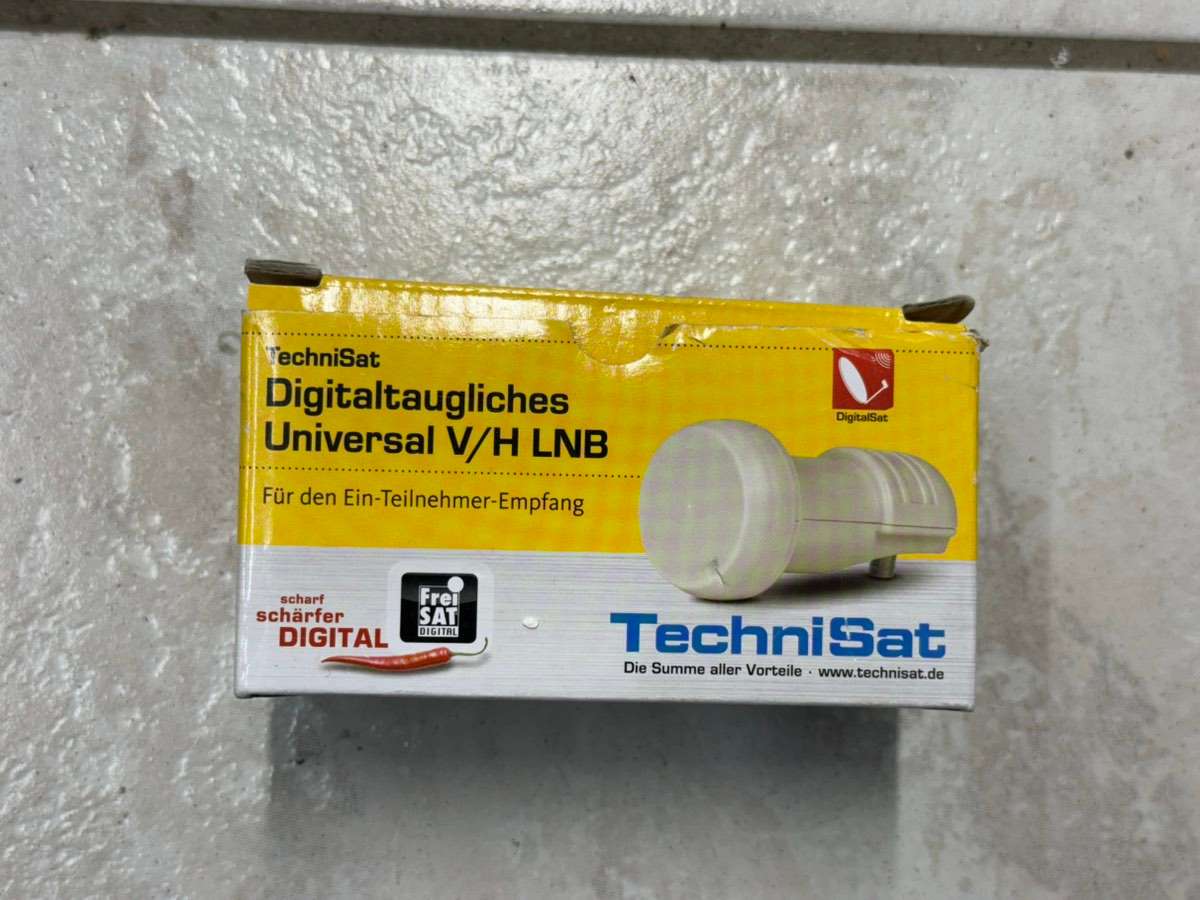 TechniSat
Digitaltaugliches
Universal V/H LNB
Für den Ein-Teilnehmer-Empfang
DigitalSat
scharf
schärfer
DIGITAL
Frei
SAT
DIGITAL
TechniSat
Die Summe aller Vorteile · www.technisat.de